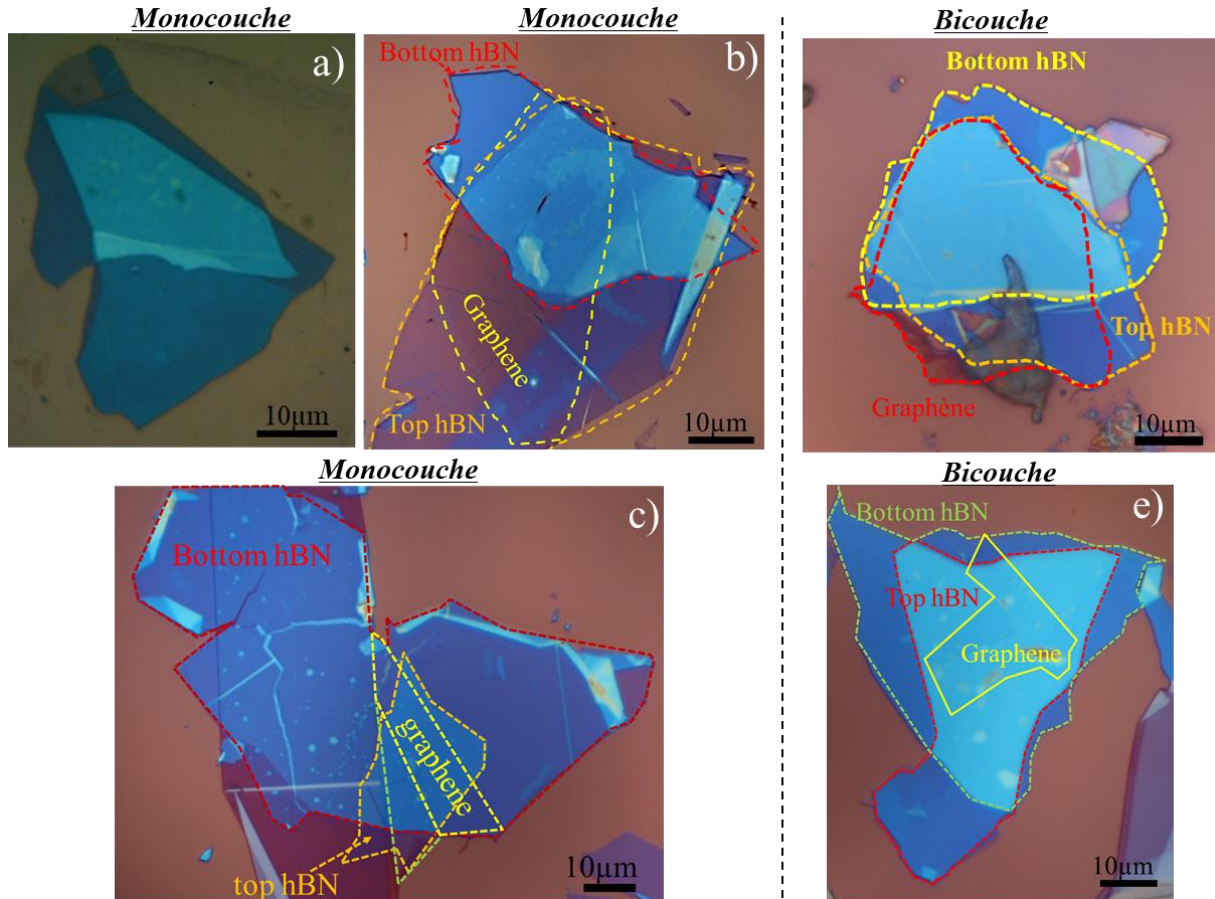 Monocouche
a)
10µm
Monocouche
Bottom hBN
b)
Graphene
Top hBN
10µm
Bicouche
Bottom hBN
Top hBN
Graphène
10µm
Monocouche
c)
Bottom hBN
graphene
top hBN
10µm
Bicouche
Bottom hBN
e)
Top hBN
Graphene
10µm